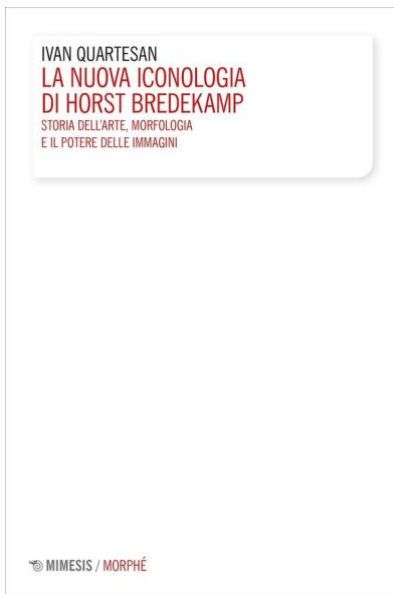 IVAN QUARTESAN
LA NUOVA ICONOLOGIA
DI HORST BREDEKAMP
STORIA DELL'ARTE, MORFOLOGIA
E IL POTERE DELLE IMMAGINI
MIMESIS / MORPHÉ